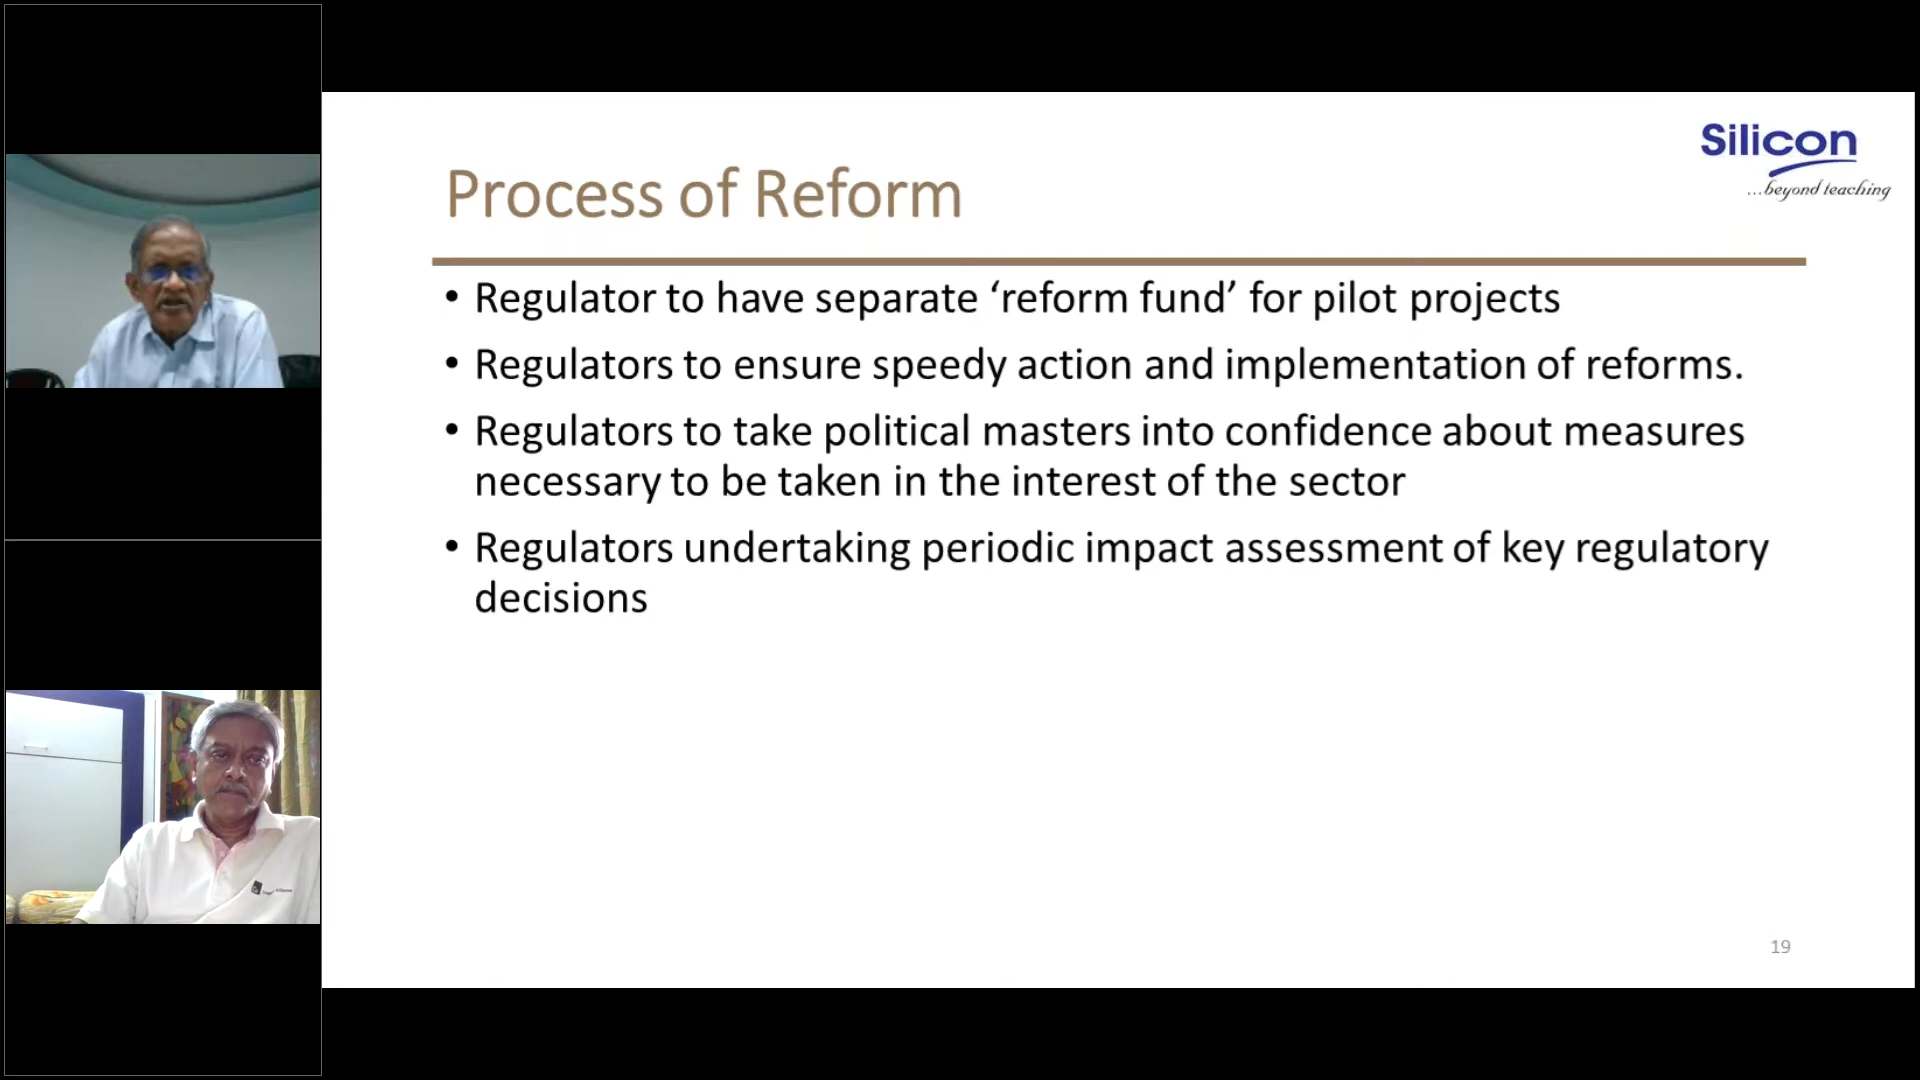 Silicon
...beyond teaching
Process of Reform
• Regulator to have separate ‘reform fund’ for pilot projects
• Regulators to ensure speedy action and implementation of reforms.
• Regulators to take political masters into confidence about measures
necessary to be taken in the interest of the sector
• Regulators undertaking periodic impact assessment of key regulatory
decisions
19